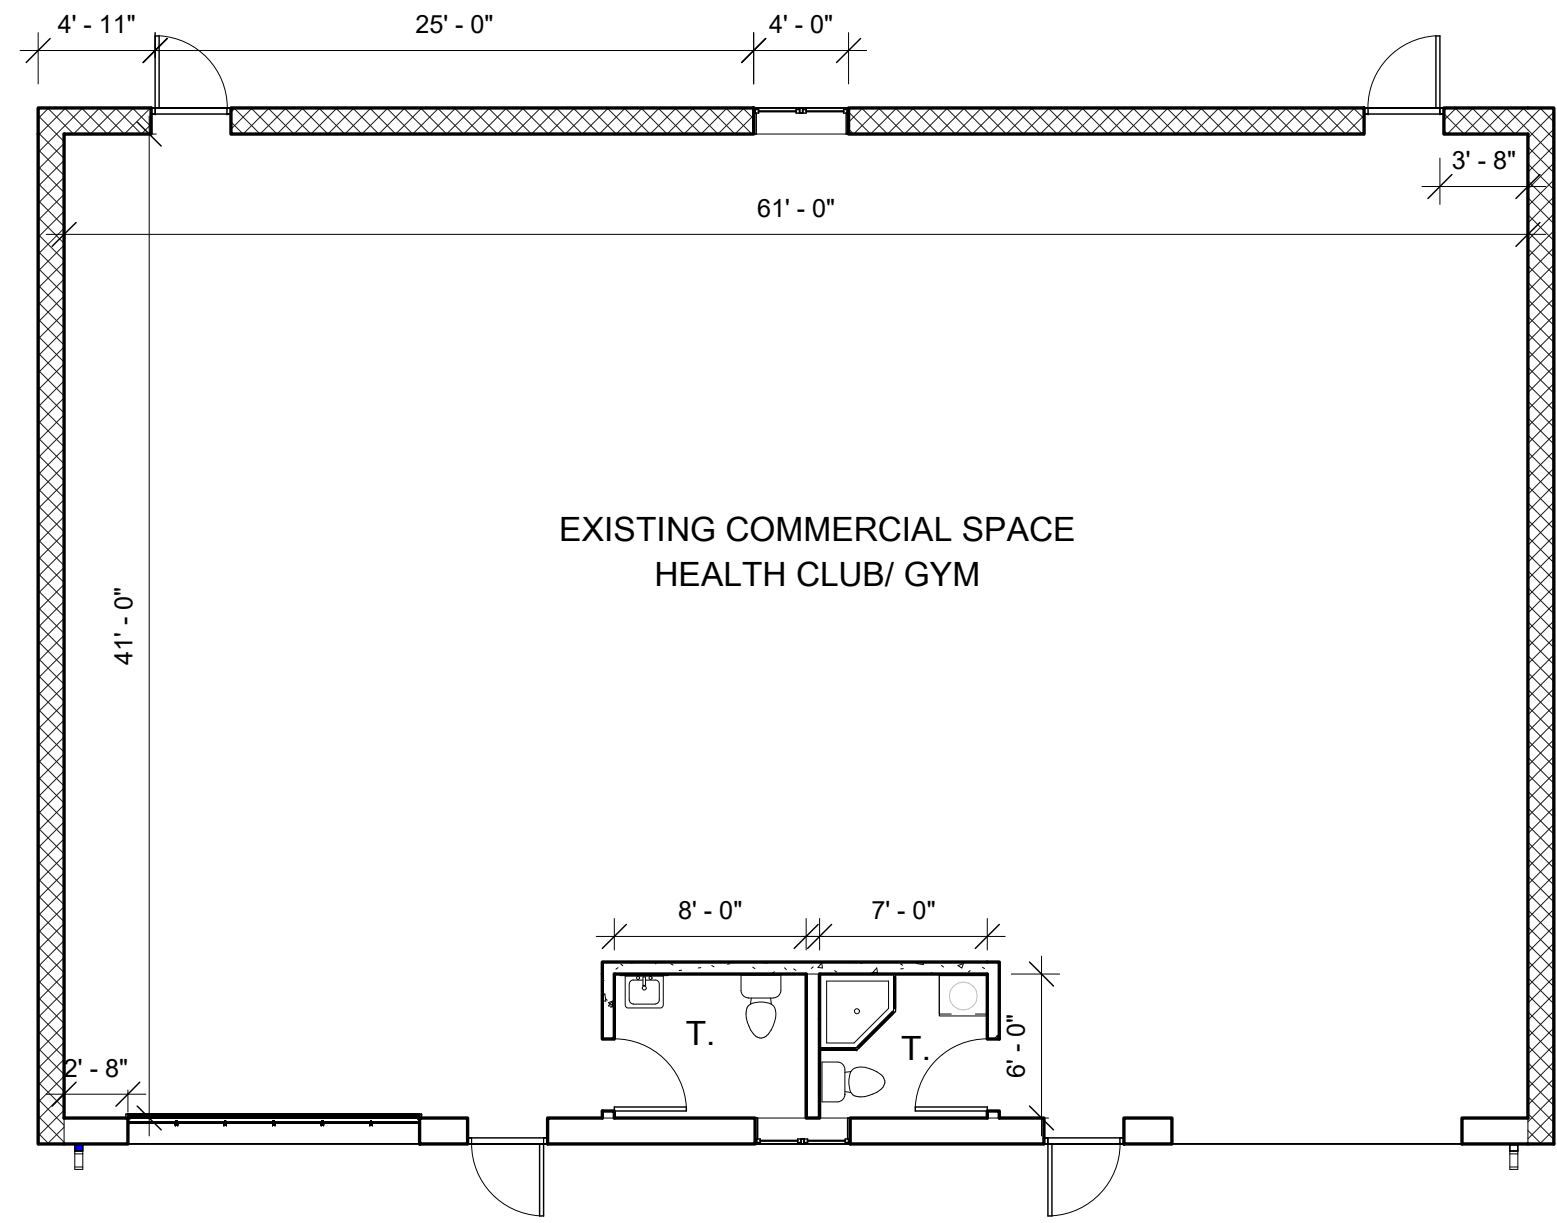 4' - 11"
25' - 0"
4' - 0"
3' - 8"
61' - 0"
EXISTING COMMERCIAL SPACE
HEALTH CLUB/ GYM
41' - 0"
8' - 0"
7' - 0"
T.
T.
6' - 0"
2' - 8"